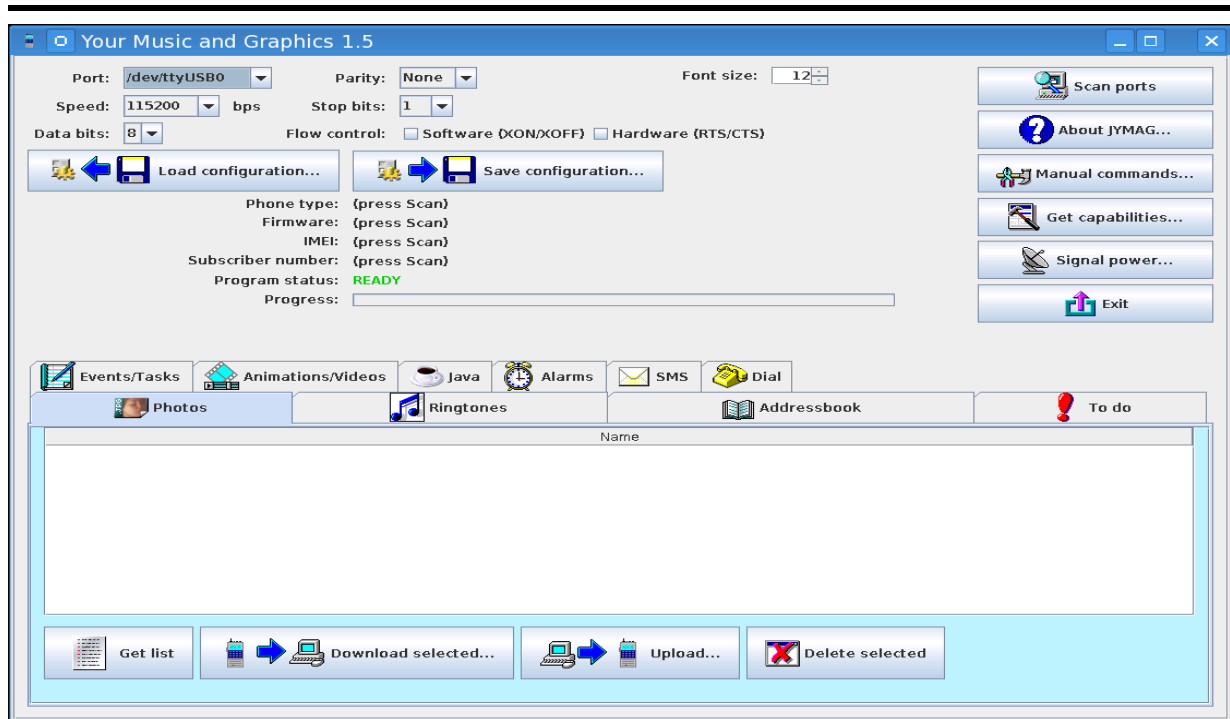 Your Music and Graphics 1.5
Port: /dev/ttyUSB0 Parity: None Font size: 12 Scan ports
Speed: 115200 bps Stop bits: 1
Data bits: 8 Flow control: Software (XON/XOFF) Hardware (RTS/CTS) About JYMAG...
Load configuration... Save configuration... Manual commands...
Phone type: (press Scan)
Firmware: (press Scan) Get capabilities...
IMEI: (press Scan)
Subscriber number: (press Scan) Signal power...
Program status: READY
Progress: Exit
Events/Tasks Animations/Videos Java Alarms SMS Dial
Photos Ringtones Addressbook To do
Name
Get list Download selected... Upload... Delete selected